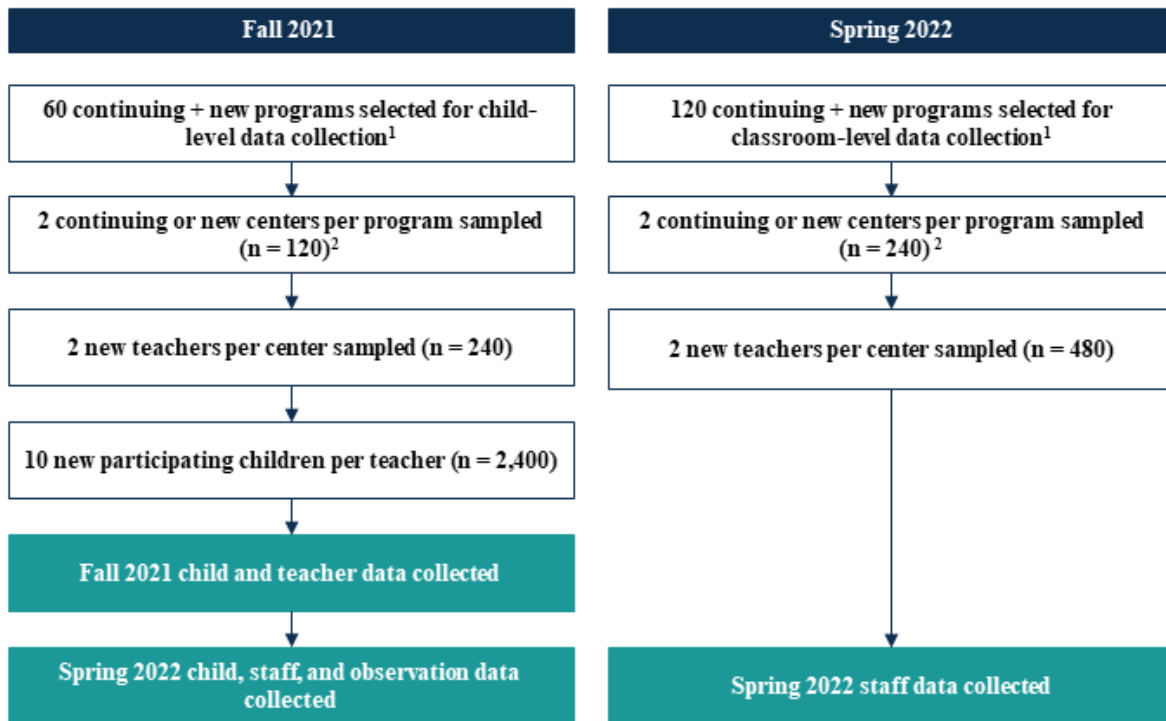 Fall 2021
60 continuing + new programs selected for child-
level data collection1
2 continuing or new centers per program sampled
(n = 120)2
2 new teachers per center sampled (n = 240)
10 new participating children per teacher (n = 2,400)
Fall 2021 child and teacher data collected
Spring 2022 child, staff, and observation data
collected
Spring 2022
120 continuing + new programs selected for
classroom-level data collection1
2 continuing or new centers per program sampled
(n = 240) 2
2 new teachers per center sampled (n = 480)
Spring 2022 staff data collected